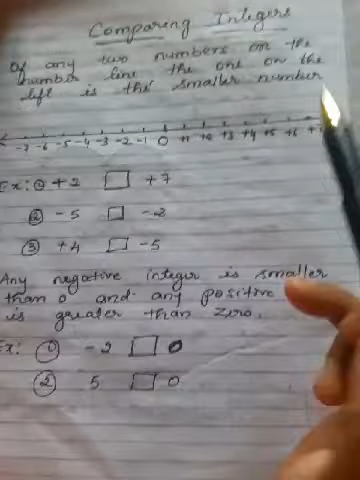 Comparing Integers
Of any two numbers on the
number line the one on the
left is the smaller number
-7 -6 -5 -4 -3 -2 -1 0 +1 +2 +3 +4 +5 +6 +7
Ex: ① +2 □ +7
② -5 □ -2
③ +4 □ -5
Any negative integer is smaller
than 0 and any positive
is greater than zero.
Ex: ① -2 □ 0
② 5 □ 0